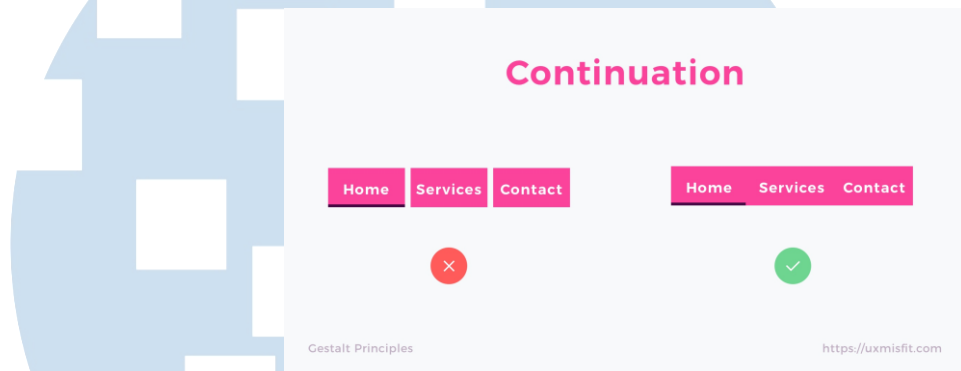 Continuation
Home Services Contact
Home Services Contact
Gestalt Principles
https://uxmisfit.com